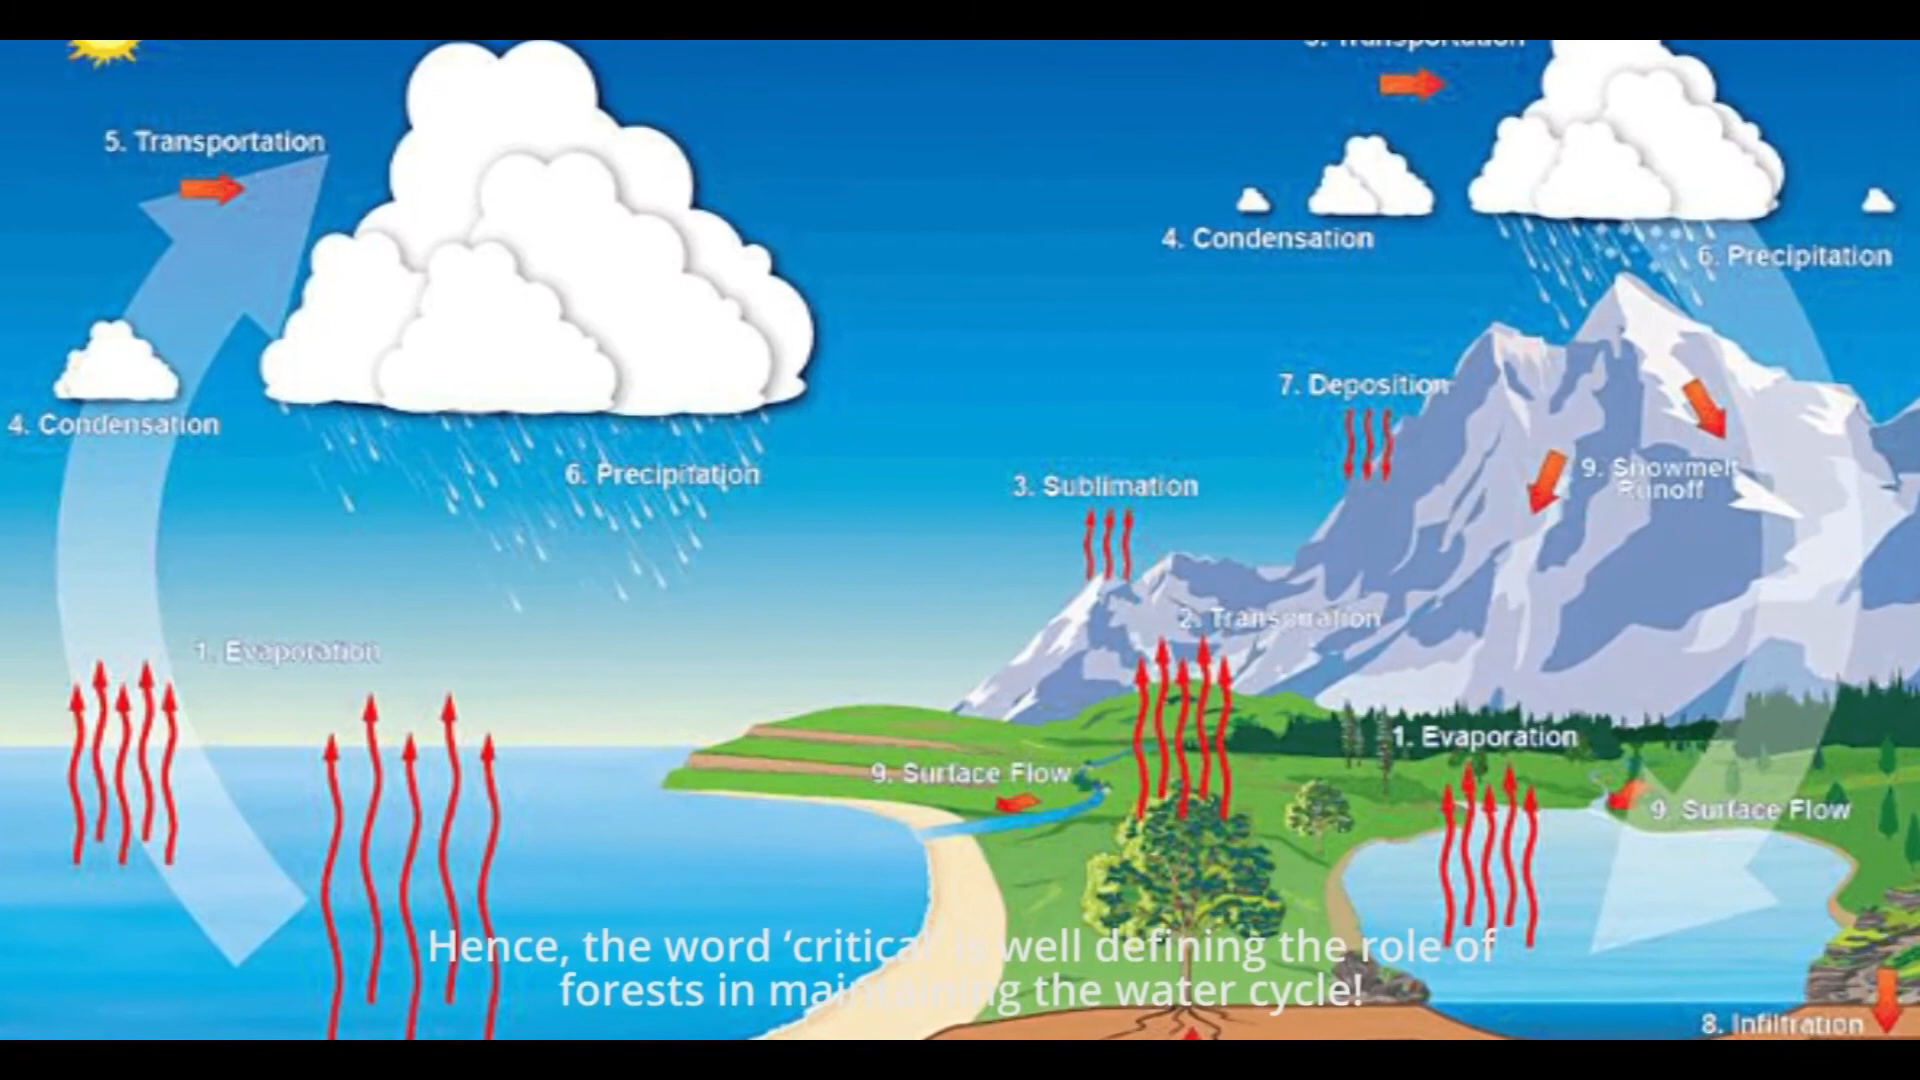 5. Transportation
5. Transportation
4. Condensation
6. Precipitation
7. Deposition
4. Condensation
9. Snowmelt
Runoff
6. Precipitation
3. Sublimation
2. Transpiration
1. Evaporation
1. Evaporation
9. Surface Flow
9. Surface Flow
Hence, the word ‘critical’ is well defining the role of
forests in maintaining the water cycle!
8. Infiltration